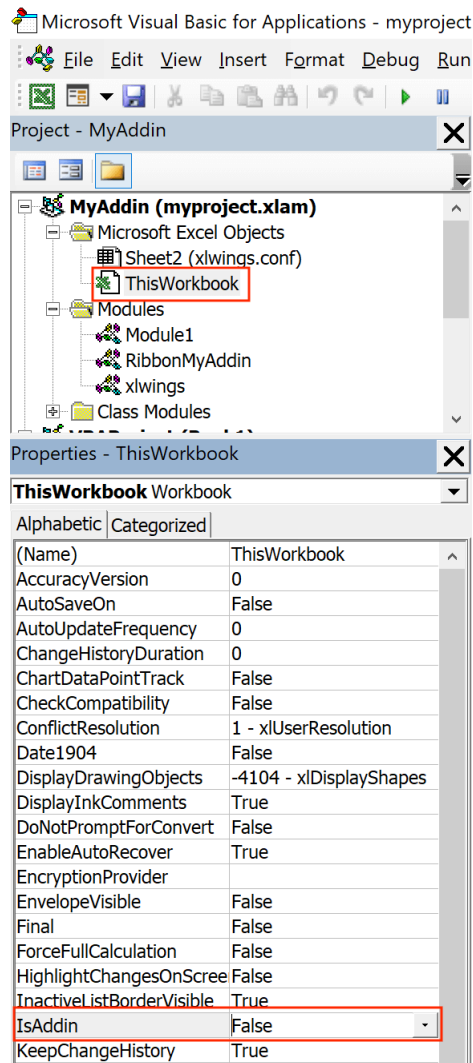 Microsoft Visual Basic for Applications - myproject
File Edit View Insert Format Debug Run
Project - MyAddin
MyAddin (myproject.xlam)
Microsoft Excel Objects
Sheet2 (xlwings.conf)
ThisWorkbook
Modules
Module1
RibbonMyAddin
xlwings
Class Modules
Properties - ThisWorkbook
ThisWorkbook Workbook
Alphabetic Categorized
(Name) ThisWorkbook
AccuracyVersion 0
AutoSaveOn False
AutoUpdateFrequency 0
ChangeHistoryDuration 0
ChartDataPointTrack False
CheckCompatibility False
ConflictResolution 1 - xlUserResolution
Date1904 False
DisplayDrawingObjects -4104 - xlDisplayShapes
DisplayInkComments True
DoNotPromptForConvert False
EnableAutoRecover True
EncryptionProvider
EnvelopeVisible False
Final False
ForceFullCalculation False
HighlightChangesOnScree False
InactiveListBorderVisible True
IsAddin False
KeepChangeHistory True